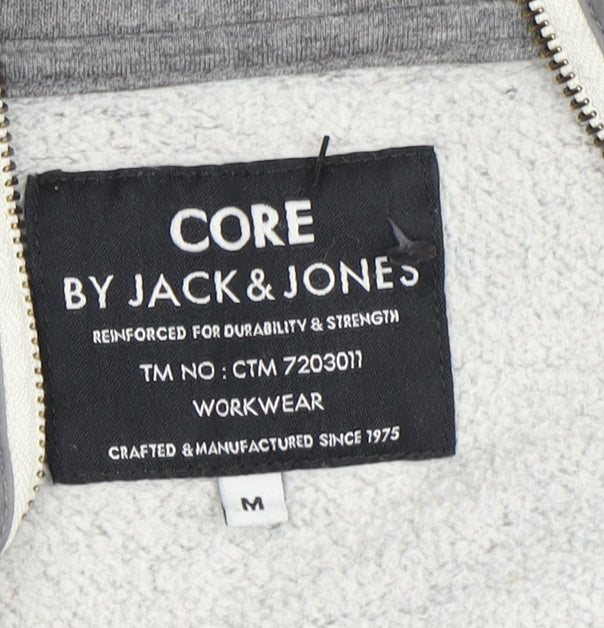 CORE
BY JACK & JONES
REINFORCED FOR DURABILITY & STRENGTH
TM NO : CTM 7203011
WORKWEAR
CRAFTED & MANUFACTURED SINCE 1975
M